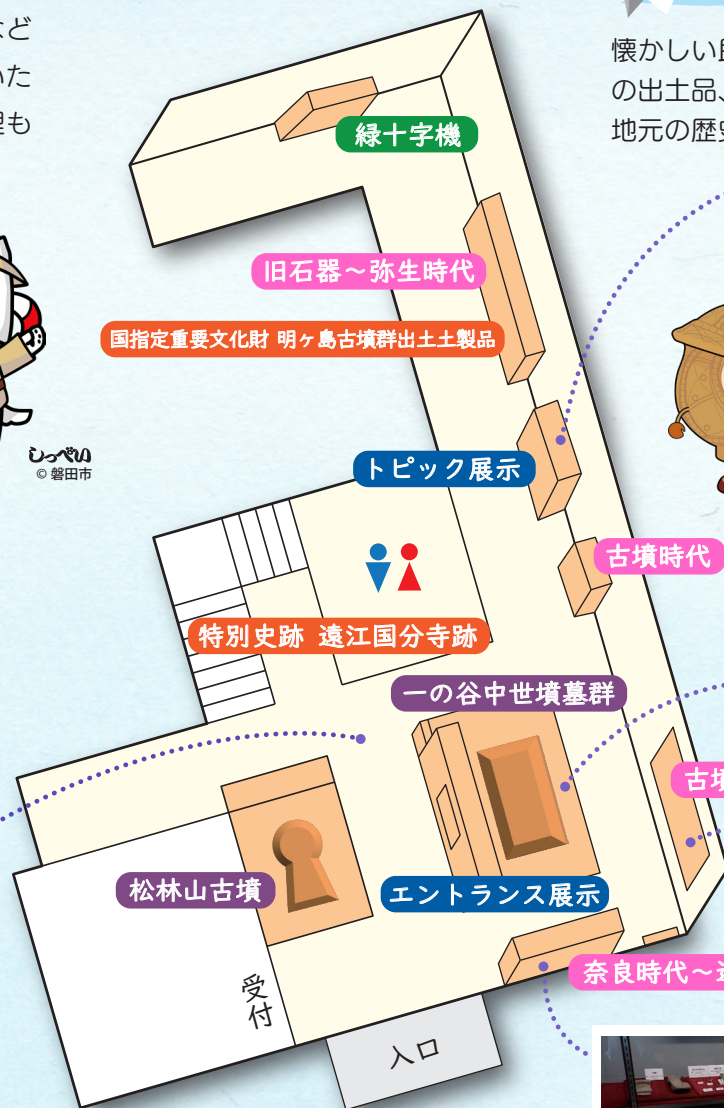 など
いた
理も
懐かしい
の出土品、
地元の歴史
緑十字機
旧石器～弥生時代
国指定重要文化財 明ヶ島古墳群出土土製品
しっぺい
© 磐田市
トピック展示
古墳時代
特別史跡 遠江国分寺跡
一の谷中世墳墓群
古墳
松林山古墳
エントランス展示
奈良時代～
受付
入口